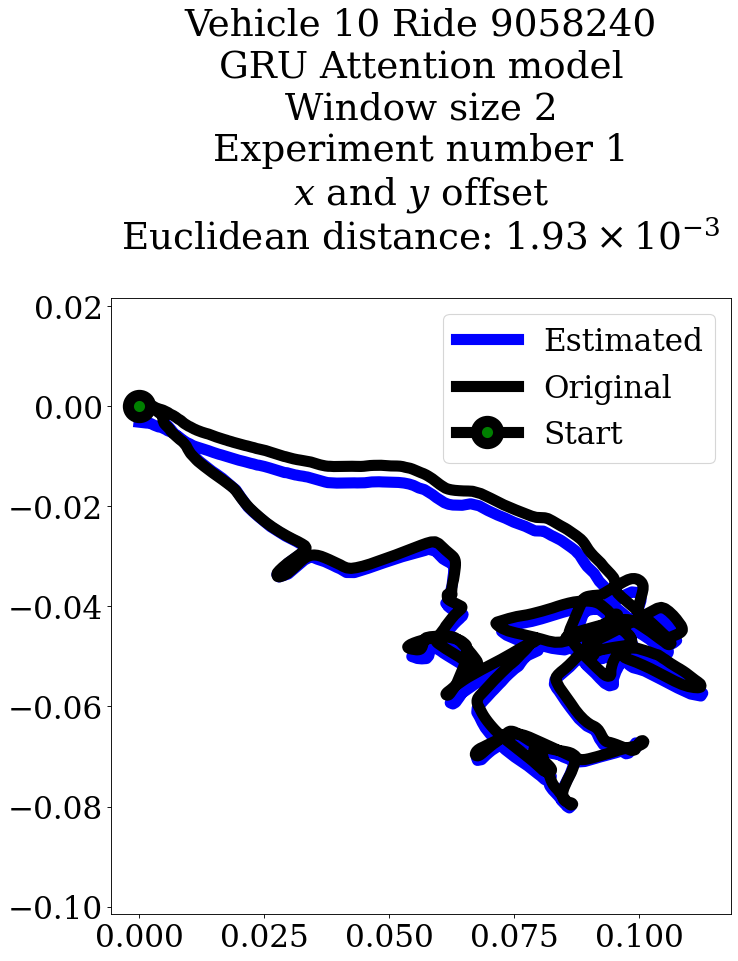 Vehicle 10 Ride 9058240
GRU Attention model
Window size 2
Experiment number 1
x and y offset
Euclidean distance: 1.93 × 10⁻³
Estimated
Original
Start
0.02
0.00
−0.02
−0.04
−0.06
−0.08
−0.10
0.000 0.025 0.050 0.075 0.100